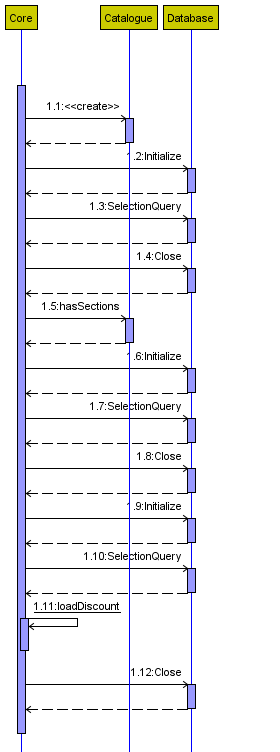 Core Catalogue Database
1.1:<<create>>
1.2:Initialize
1.3:SelectionQuery
1.4:Close
1.5:hasSections
1.6:Initialize
1.7:SelectionQuery
1.8:Close
1.9:Initialize
1.10:SelectionQuery
1.11:loadDiscount
1.12:Close